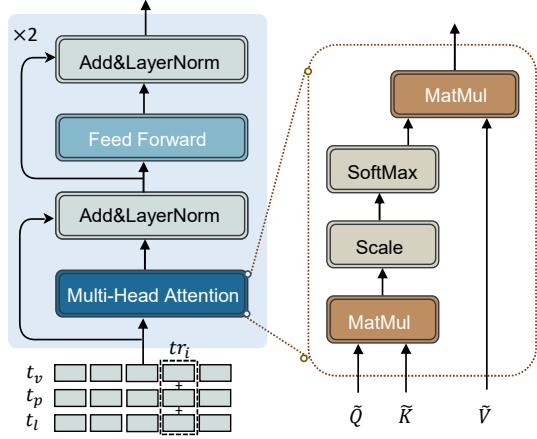 ×2
Add&LayerNorm
Feed Forward
Add&LayerNorm
Multi-Head Attention
tr_i
t_v
+
t_p
+
t_l
MatMul
SoftMax
Scale
MatMul
Q̃ K̃ Ṽ